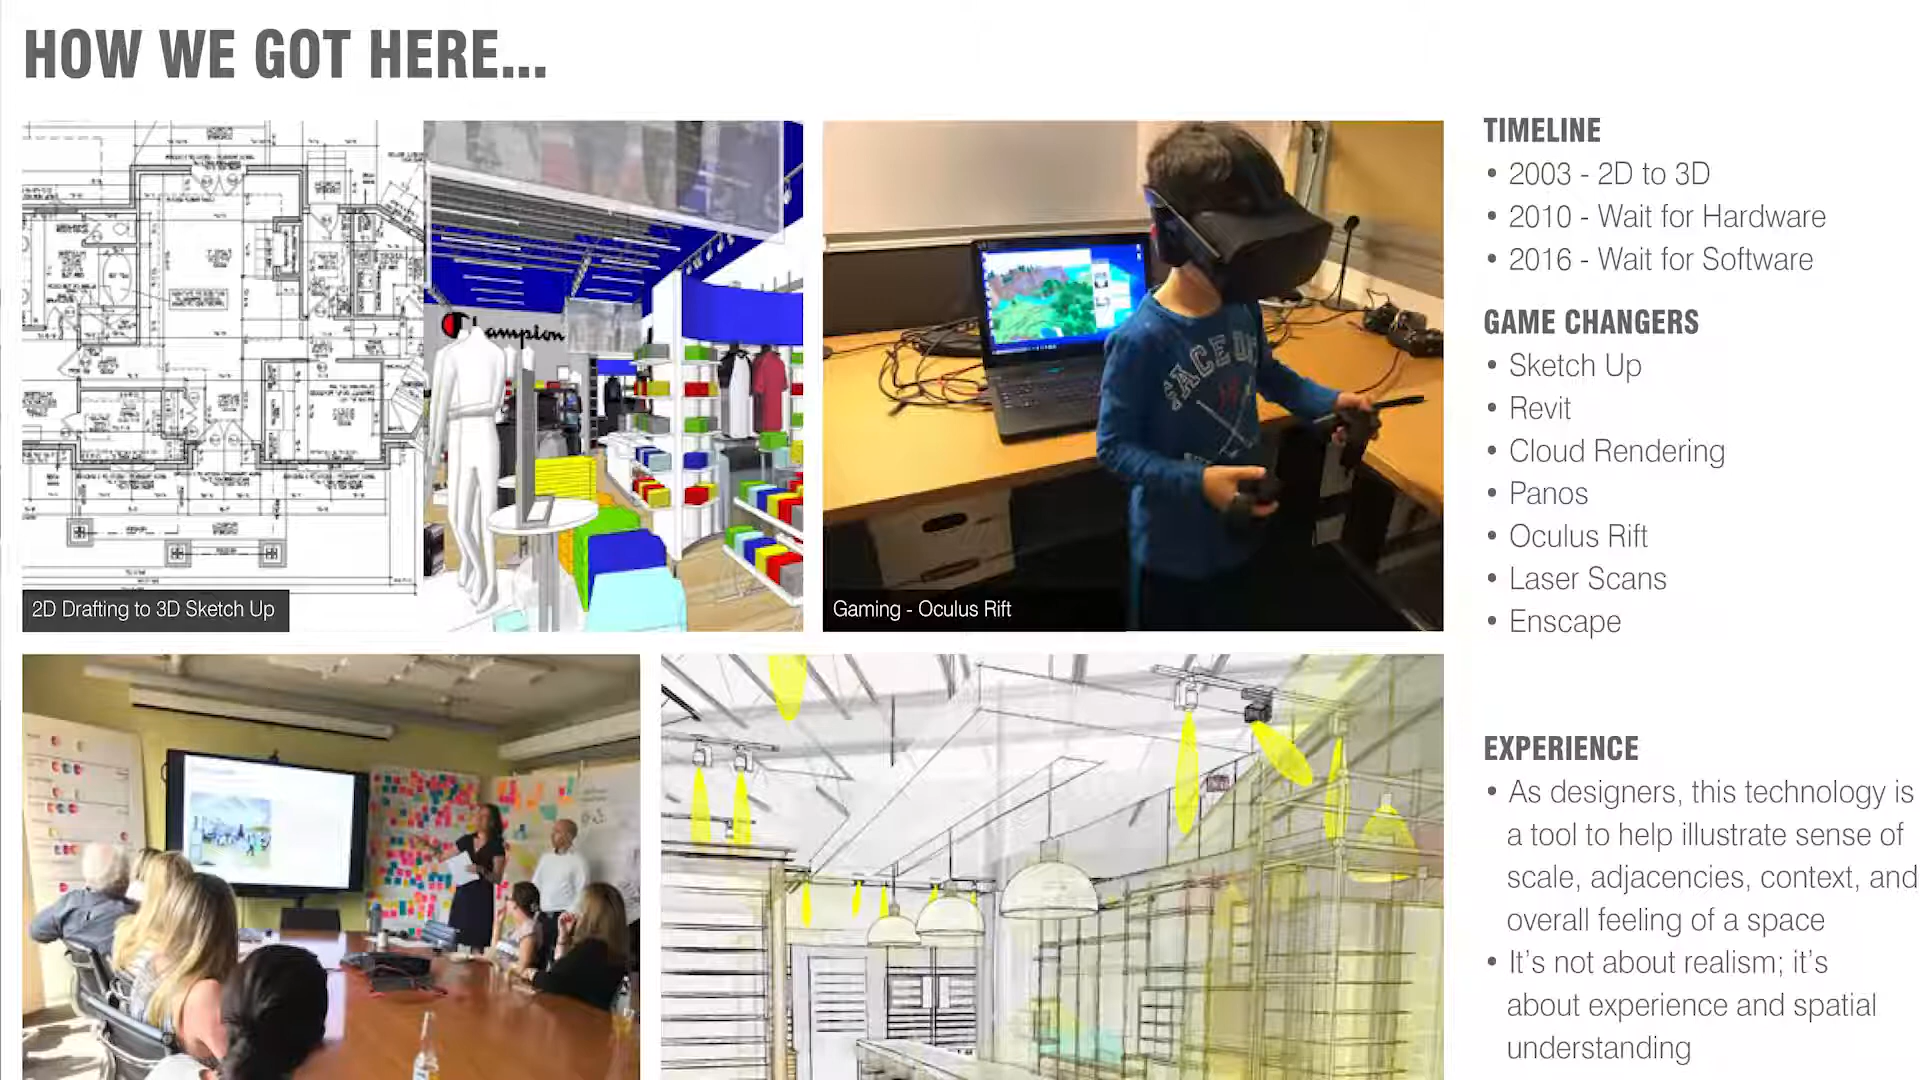 HOW WE GOT HERE...
Champion
2D Drafting to 3D Sketch Up
SPACE
Gaming - Oculus Rift
TIMELINE
• 2003 - 2D to 3D
• 2010 - Wait for Hardware
• 2016 - Wait for Software
GAME CHANGERS
• Sketch Up
• Revit
• Cloud Rendering
• Panos
• Oculus Rift
• Laser Scans
• Enscape
EXPERIENCE
• As designers, this technology is
a tool to help illustrate sense of
scale, adjacencies, context, and
overall feeling of a space
• It’s not about realism; it’s
about experience and spatial
understanding